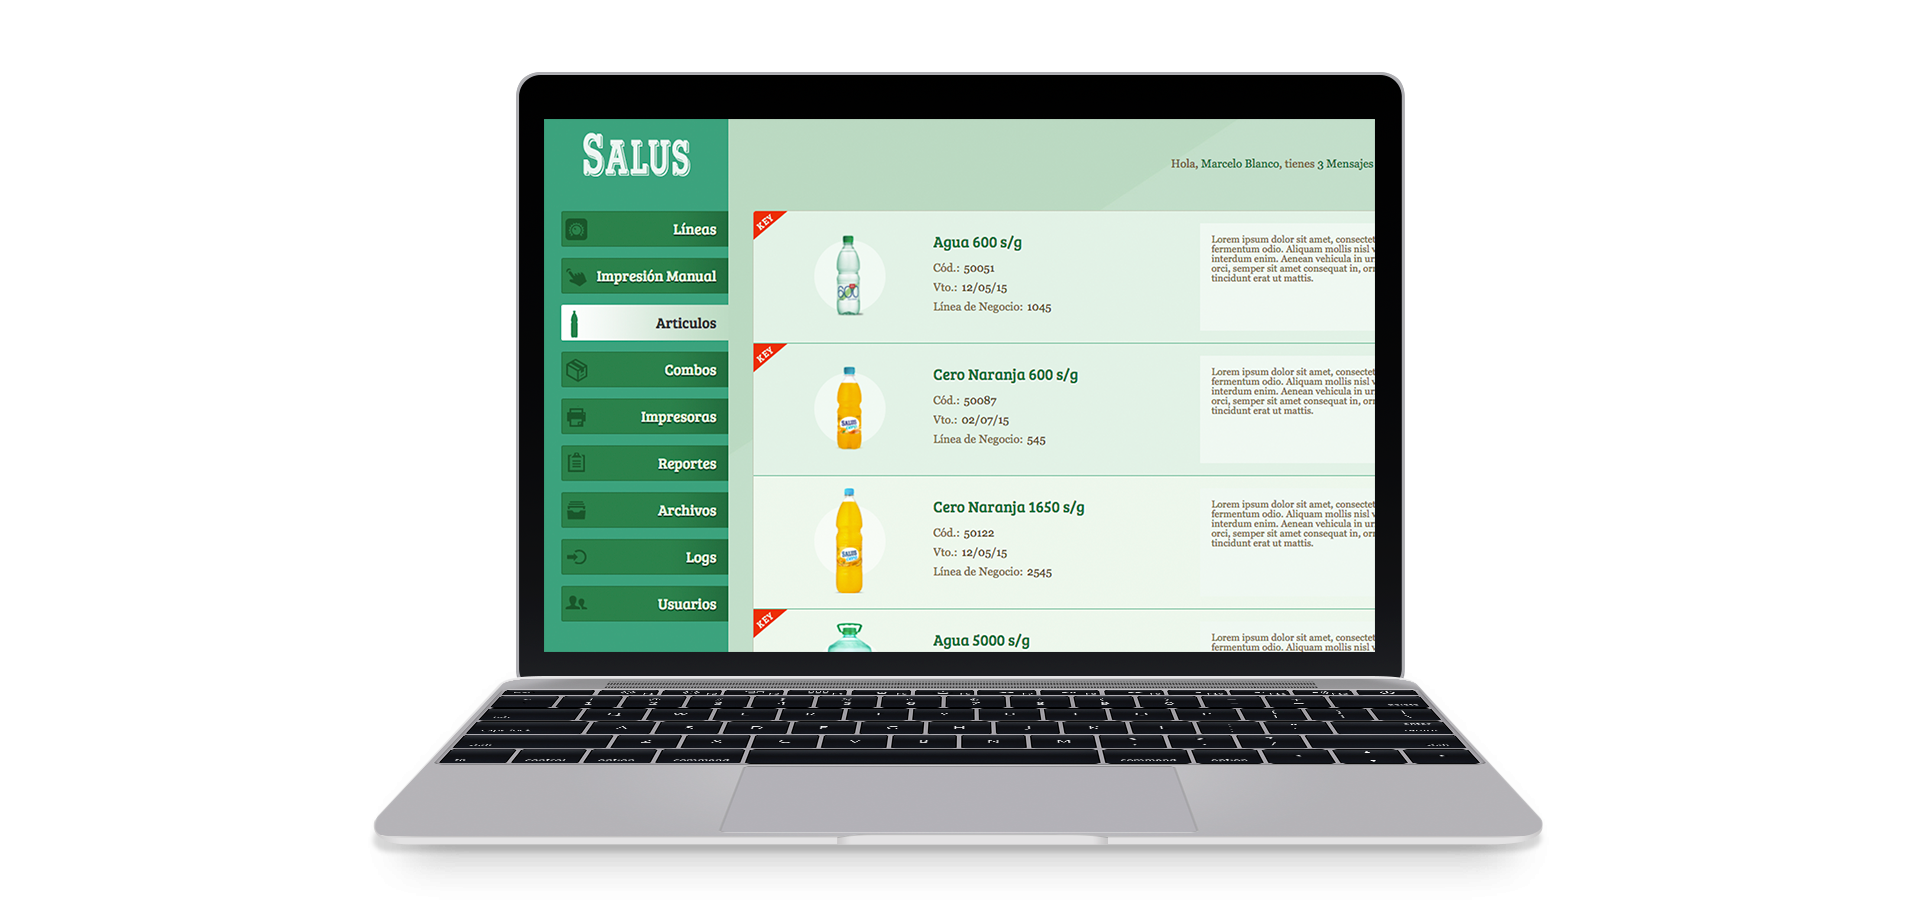 SALUS
Hola, Marcelo Blanco, tienes 3 Mensajes
Líneas
Impresión Manual
Articulos
Combos
Impresoras
Reportes
Archivos
Logs
Usuarios
KEY
Agua 600 s/g
Cód.: 50051
Vto.: 12/05/15
Línea de Negocio: 1045
Lorem ipsum dolor sit amet, consectet
fermentum odio. Aliquam mollis nisl v
interdum enim. Aenean vehicula in ur
orci, semper sit amet consequat in, or
tincidunt erat ut mattis.
KEY
Cero Naranja 600 s/g
Cód.: 50087
Vto.: 02/07/15
Línea de Negocio: 545
SALUS
Lorem ipsum dolor sit amet, consectet
fermentum odio. Aliquam mollis nisl v
interdum enim. Aenean vehicula in ur
orci, semper sit amet consequat in, or
tincidunt erat ut mattis.
Cero Naranja 1650 s/g
Cód.: 50122
Vto.: 12/05/15
Línea de Negocio: 2545
SALUS
Lorem ipsum dolor sit amet, consectet
fermentum odio. Aliquam mollis nisl v
interdum enim. Aenean vehicula in ur
orci, semper sit amet consequat in, or
tincidunt erat ut mattis.
KEY
Agua 5000 s/g
Lorem ipsum dolor sit amet, consectet
fermentum odio. Aliquam mollis nisl v